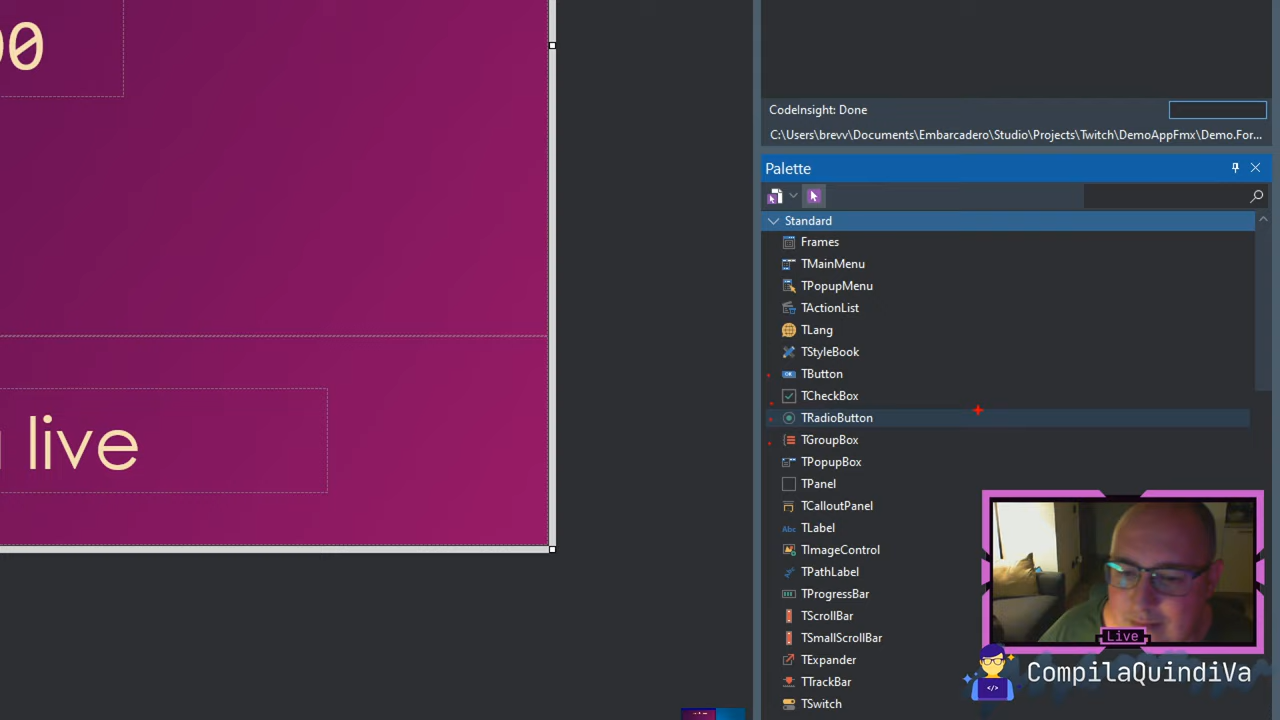 00
live
CodeInsight: Done
C:\Users\brevv\Documents\Embarcadero\Studio\Projects\Twitch\DemoAppFmx\Demo.For...
Palette
Standard
Frames
TMainMenu
TPopupMenu
TActionList
TLang
TStyleBook
TButton
TCheckBox
TRadioButton
TGroupBox
TPopupBox
TPanel
TCalloutPanel
Abc TLabel
TImageControl
TPathLabel
TProgressBar
TScrollBar
TSmallScrollBar
TExpander
TTrackBar
TSwitch
Live
CompilaQuindiVa